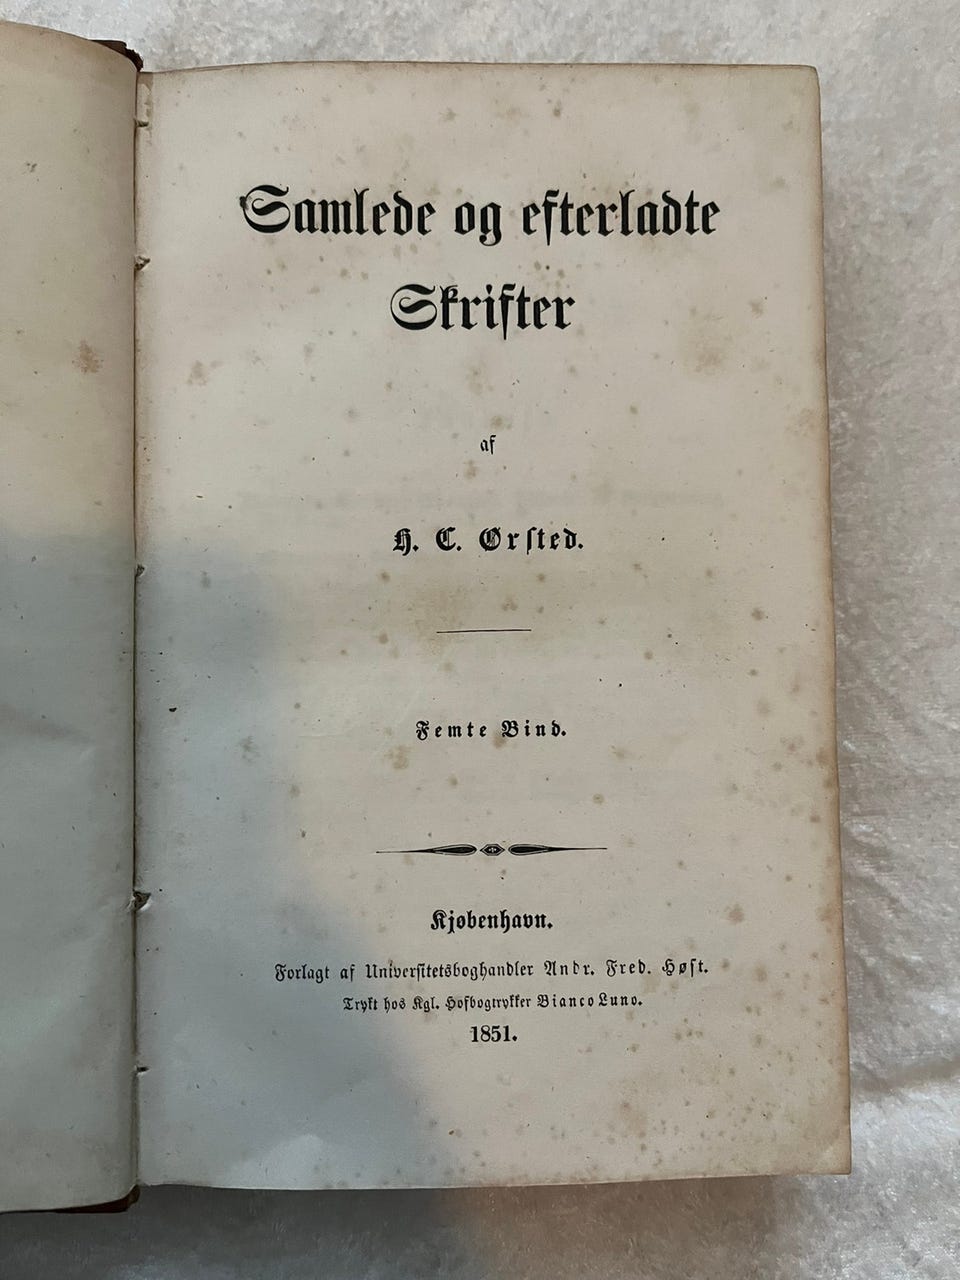 Samlede og efterladte
Skrifter
af
H. C. Ørsted.
Femte Bind.
Kjøbenhavn.
Forlagt af Universitetsboghandler Andr. Fred. Høst.
Trykt hos Kgl. Hofbogtrykker Bianco Luno.
1851.